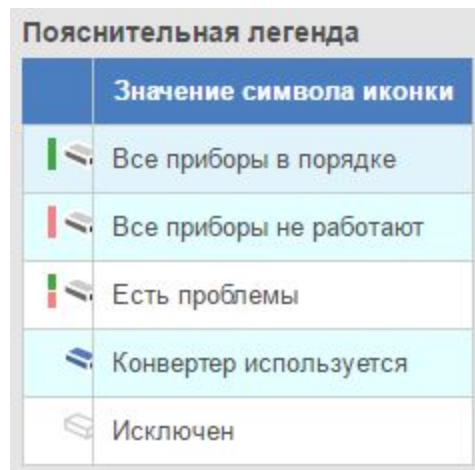 Пояснительная легенда
Значение символа иконки
Все приборы в порядке
Все приборы не работают
Есть проблемы
Конвертер используется
Исключен